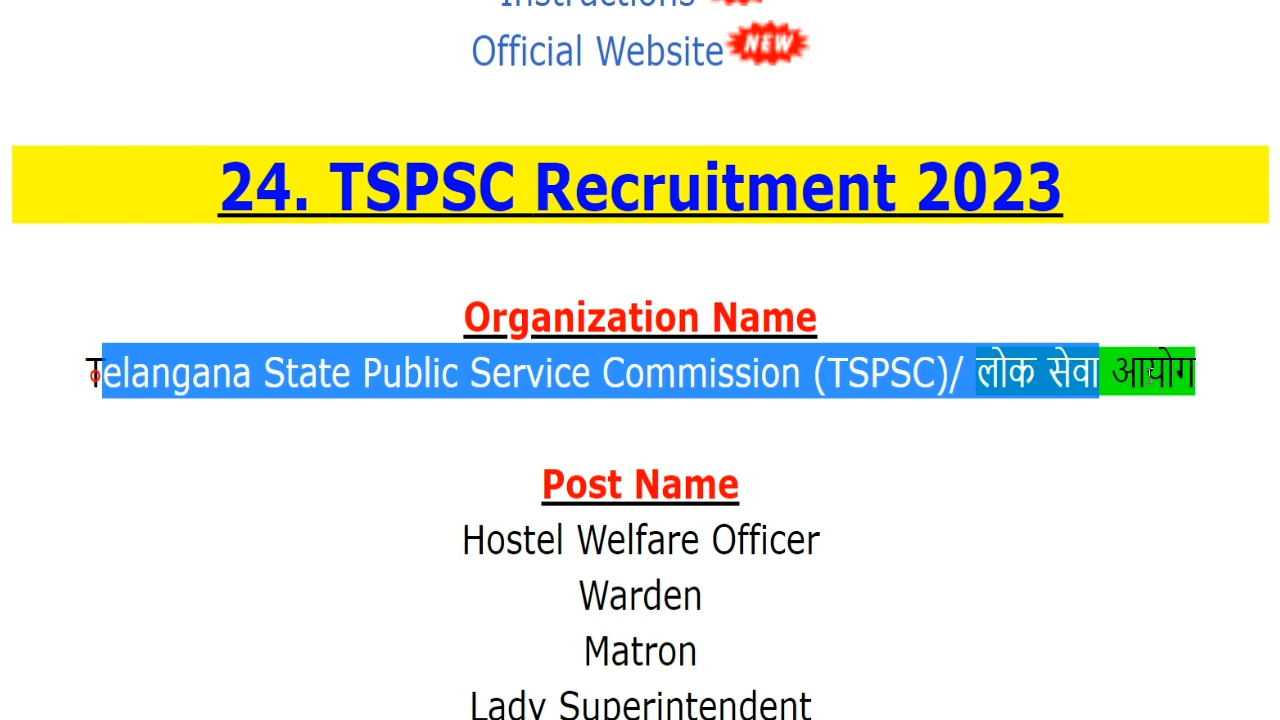 Instructions
Official Website NEW
24. TSPSC Recruitment 2023
Organization Name
Telangana State Public Service Commission (TSPSC)/ लोक सेवा आयोग
Post Name
Hostel Welfare Officer
Warden
Matron
Lady Superintendent